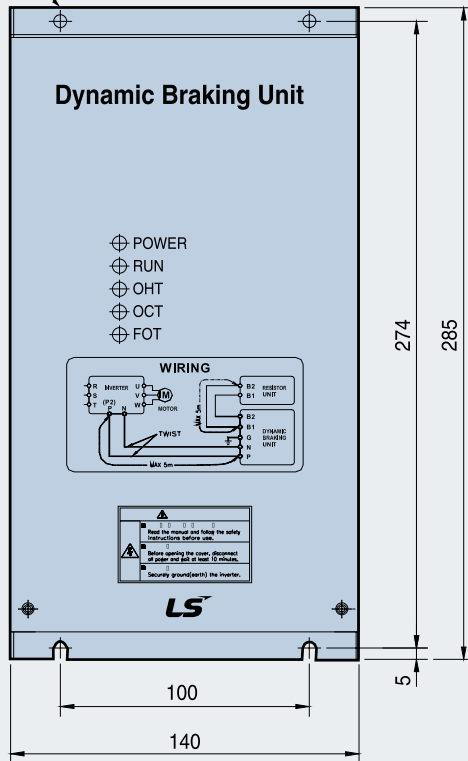 Dynamic Braking Unit
POWER
RUN
OHT
OCT
FOT
WIRING
R INVERTER U
S V
T W
(P2)
P N
M
MOTOR
TWIST
MAX 5m
MAX 5m
B2 RESISTOR
B1 UNIT
B2
B1 DYNAMIC
G BRAKING
N UNIT
P
Read the manual and follow the safety
instructions before use.
Before opening the cover, disconnect
all power and wait at least 10 minutes.
Securely ground(earth) the inverter.
LS
274
285
5
100
140